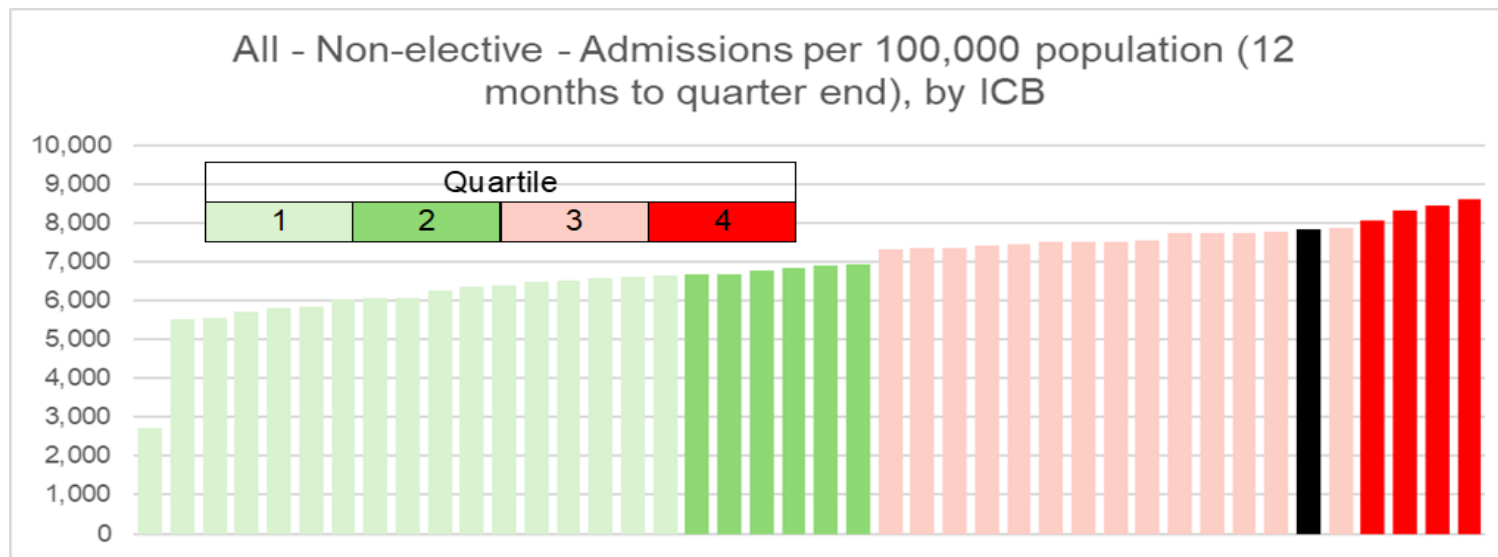 All - Non-elective - Admissions per 100,000 population (12
months to quarter end), by ICB
10,000
9,000
8,000
7,000
6,000
5,000
4,000
3,000
2,000
1,000
0
Quartile
1 2 3 4